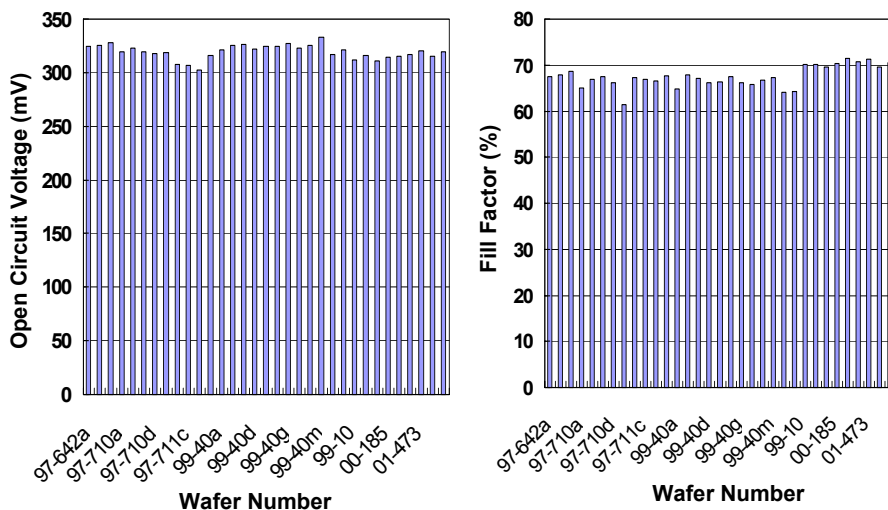 Open Circuit Voltage (mV)
350
300
250
200
150
100
50
0
97-642a
97-710a
97-710d
97-711c
99-40a
99-40d
99-40g
99-40m
99-10
00-185
01-473
Wafer Number
Fill Factor (%)
80
70
60
50
40
30
20
10
0
97-642a
97-710a
97-710d
97-711c
99-40a
99-40d
99-40g
99-40m
99-10
00-185
01-473
Wafer Number